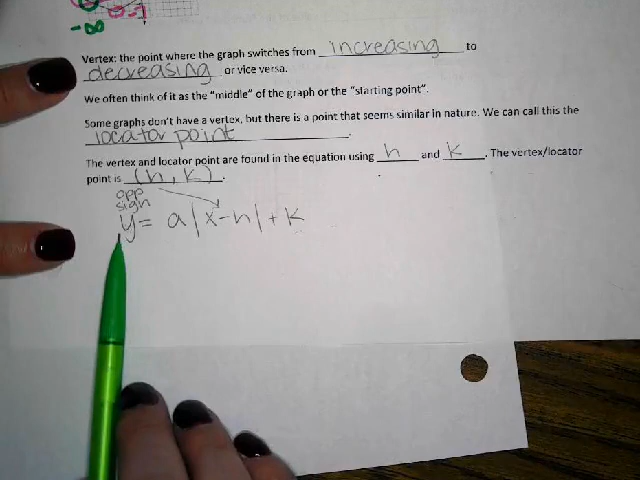 -∞
Vertex: the point where the graph switches from increasing to
decreasing or vice versa.
We often think of it as the "middle" of the graph or the "starting point".
Some graphs don't have a vertex, but there is a point that seems similar in nature. We can call this the
locator point.
The vertex and locator point are found in the equation using h and k. The vertex/locator
point is (h, k).
opp
sign
y = a|x-h|+k